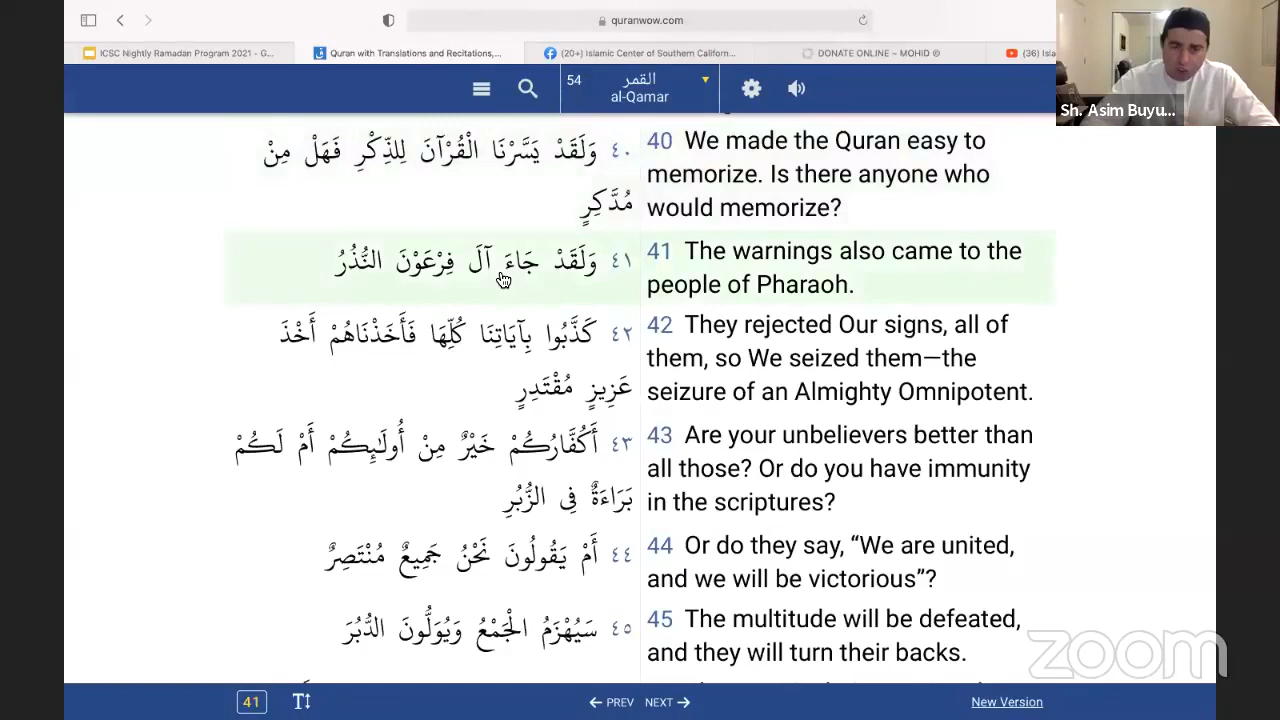 quranwow.com
ICSC Nightly Ramadan Program 2021 - G...
Quran with Translations and Recitations,...
(20+) Islamic Center of Southern Californ...
DONATE ONLINE ~ MOHID ®
(36) Isla
54
القمر
al-Qamar
Sh. Asim Buyu...
٤٠ وَلَقَدْ يَسَّرْنَا الْقُرْآنَ لِلذِّكْرِ فَهَلْ مِنْ
مُدَّكِرٍ
40 We made the Quran easy to
memorize. Is there anyone who
would memorize?
٤١ وَلَقَدْ جَاءَ آلَ فِرْعَوْنَ النُّذُرُ
41 The warnings also came to the
people of Pharaoh.
٤٢ كَذَّبُوا بِآيَاتِنَا كُلِّهَا فَأَخَذْنَاهُمْ أَخْذَ
عَزِيزٍ مُقْتَدِرٍ
42 They rejected Our signs, all of
them, so We seized them—the
seizure of an Almighty Omnipotent.
٤٣ أَكُفَّارُكُمْ خَيْرٌ مِنْ أُولَٰئِكُمْ أَمْ لَكُمْ
بَرَاءَةٌ فِي الزُّبُرِ
43 Are your unbelievers better than
all those? Or do you have immunity
in the scriptures?
٤٤ أَمْ يَقُولُونَ نَحْنُ جَمِيعٌ مُنْتَصِرٌ
44 Or do they say, “We are united,
and we will be victorious”?
٤٥ سَيُهْزَمُ الْجَمْعُ وَيُوَلُّونَ الدُّبُرَ
45 The multitude will be defeated,
and they will turn their backs.
zoom
41
T
PREV NEXT
New Version